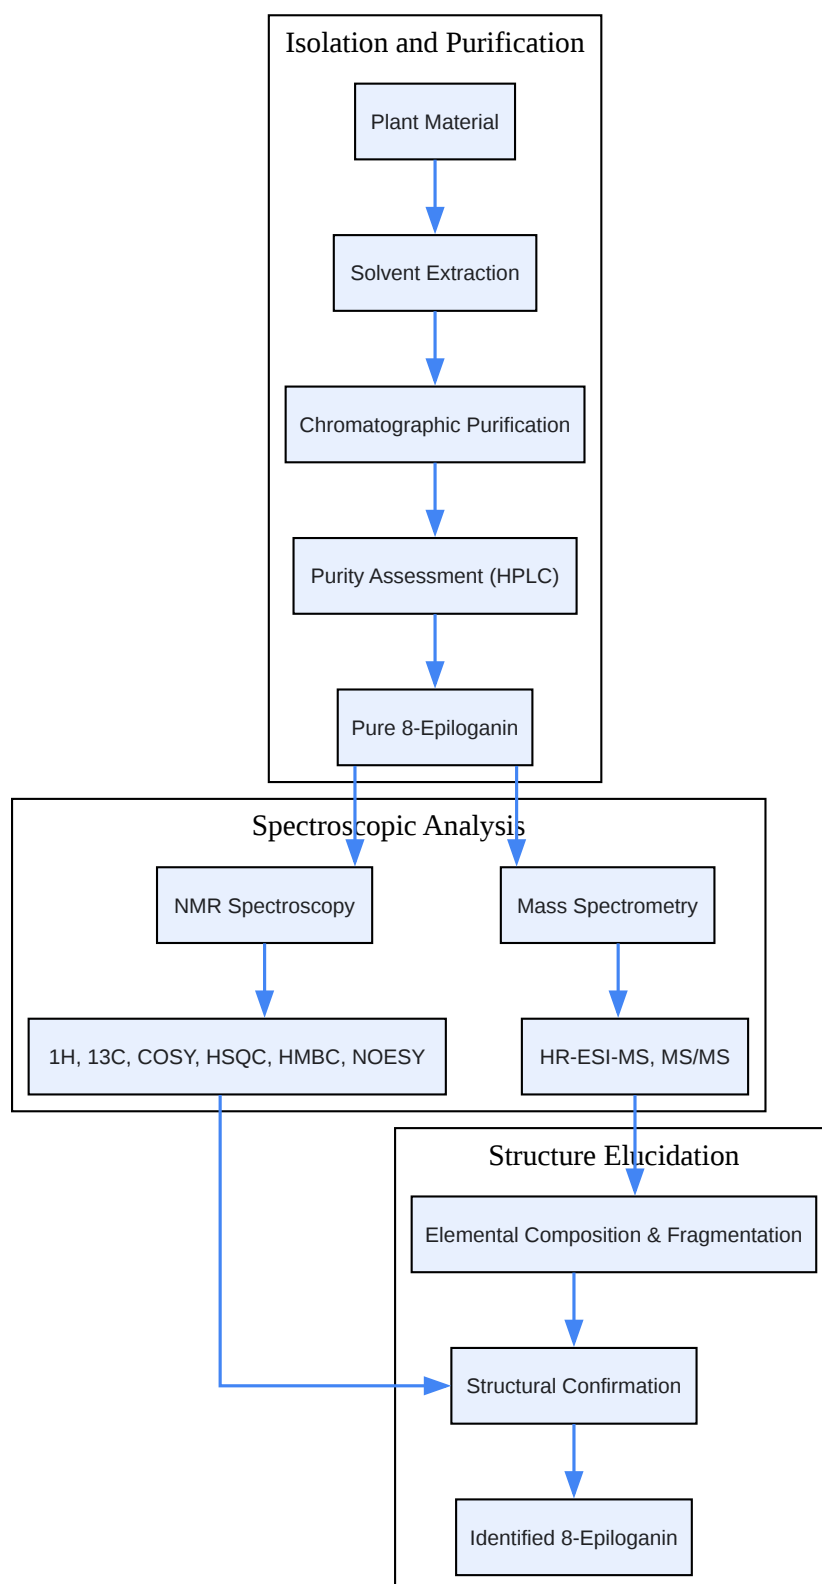 Isolation and Purification
Plant Material
Solvent Extraction
Chromatographic Purification
Purity Assessment (HPLC)
Pure 8-Epiloganin
Spectroscopic Analysis
NMR Spectroscopy
Mass Spectrometry
1H, 13C, COSY, HSQC, HMBC, NOESY
HR-ESI-MS, MS/MS
Structure Elucidation
Elemental Composition & Fragmentation
Structural Confirmation
Identified 8-Epiloganin